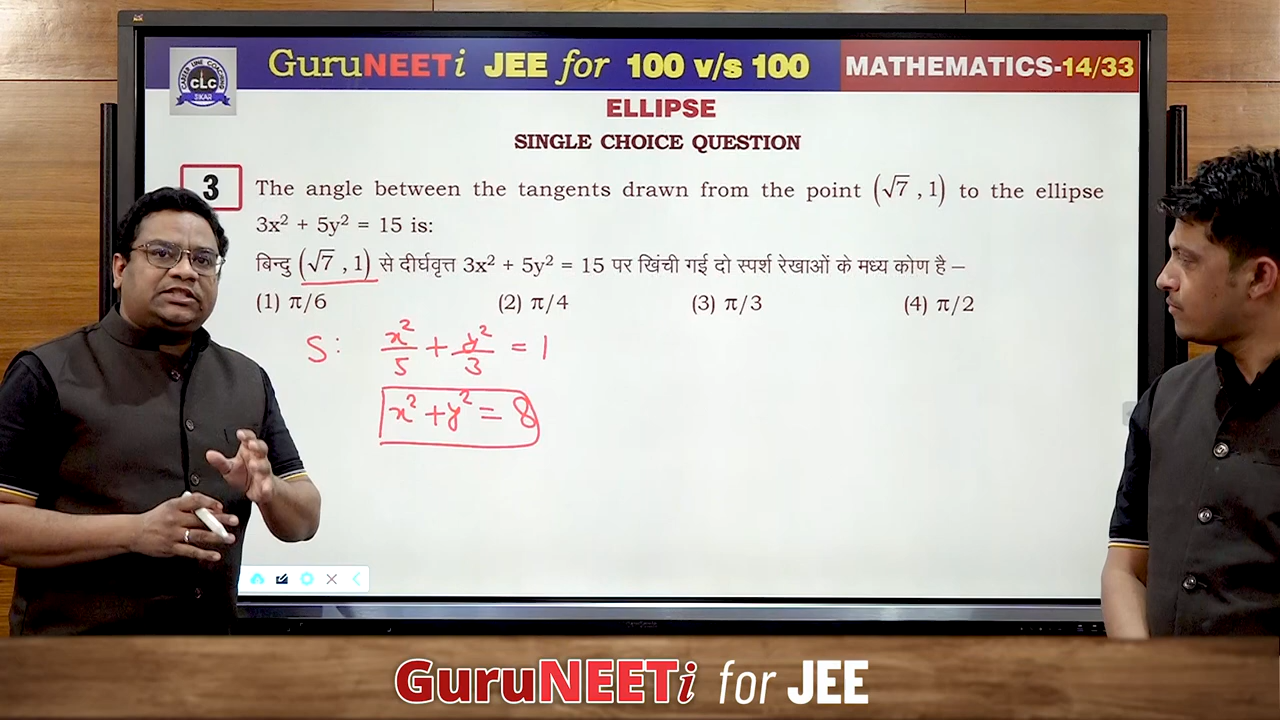 GuruNEETi JEE for 100 v/s 100 MATHEMATICS-14/33
CLC
SIKAR
ELLIPSE
SINGLE CHOICE QUESTION
3 The angle between the tangents drawn from the point (√7 , 1) to the ellipse
3x² + 5y² = 15 is:
बिन्दु (√7 , 1) से दीर्घवृत्त 3x² + 5y² = 15 पर खिंची गई दो स्पर्श रेखाओं के मध्य कोण है –
(1) π/6 (2) π/4 (3) π/3 (4) π/2
S: x²/5 + y²/3 = 1
x² + y² = 8
GuruNEETi for JEE